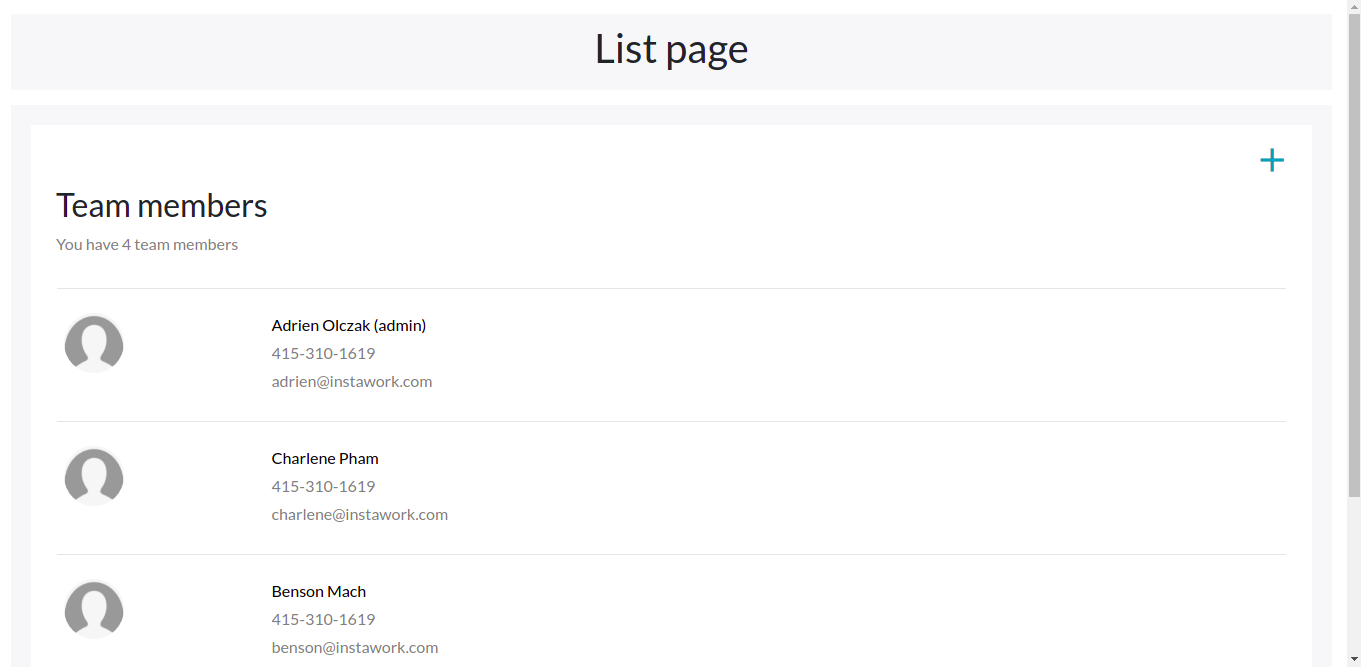 List page
Team members
You have 4 team members
Adrien Olczak (admin)
415-310-1619
adrien@instawork.com
Charlene Pham
415-310-1619
charlene@instawork.com
Benson Mach
415-310-1619
benson@instawork.com